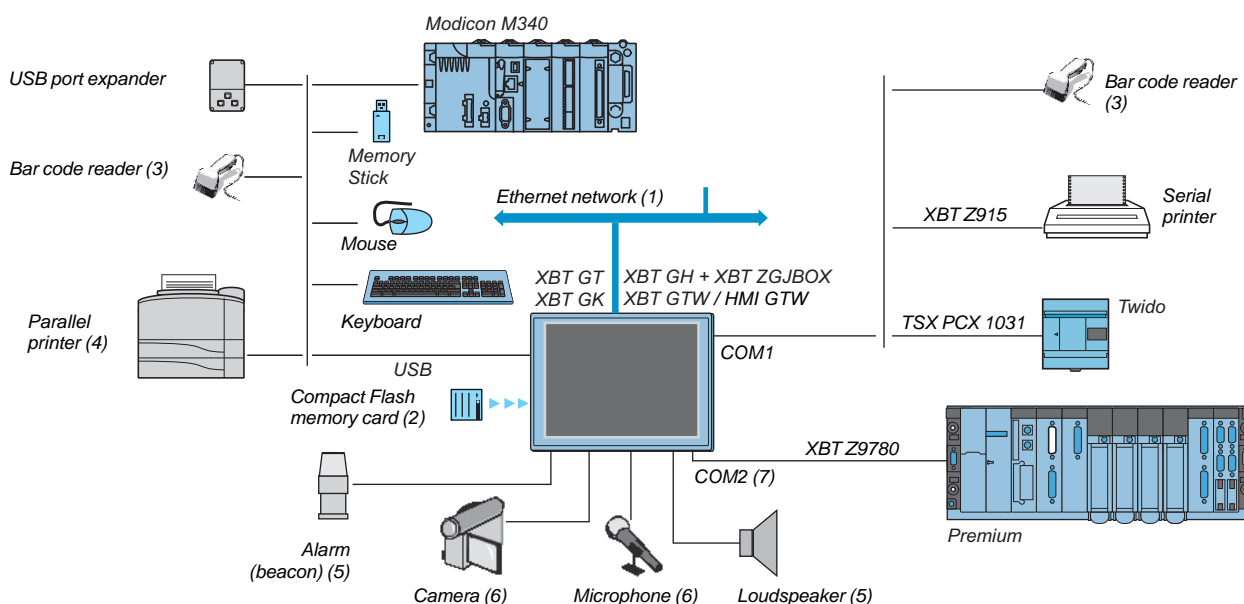 Modicon M340
USB port expander
Bar code reader (3)
Memory
Stick
Bar code reader (3)
Ethernet network (1)
Serial
printer
XBT Z915
Mouse
XBT GT
XBT GH + XBT ZGJBOX
XBT GK
XBT GTW / HMI GTW
Keyboard
Parallel
printer (4)
Twido
TSX PCX 1031
COM1
USB
Compact Flash
memory card (2)
XBT Z9780
COM2 (7)
Premium
Alarm
(beacon) (5)
Camera (6)
Microphone (6)
Loudspeaker (5)